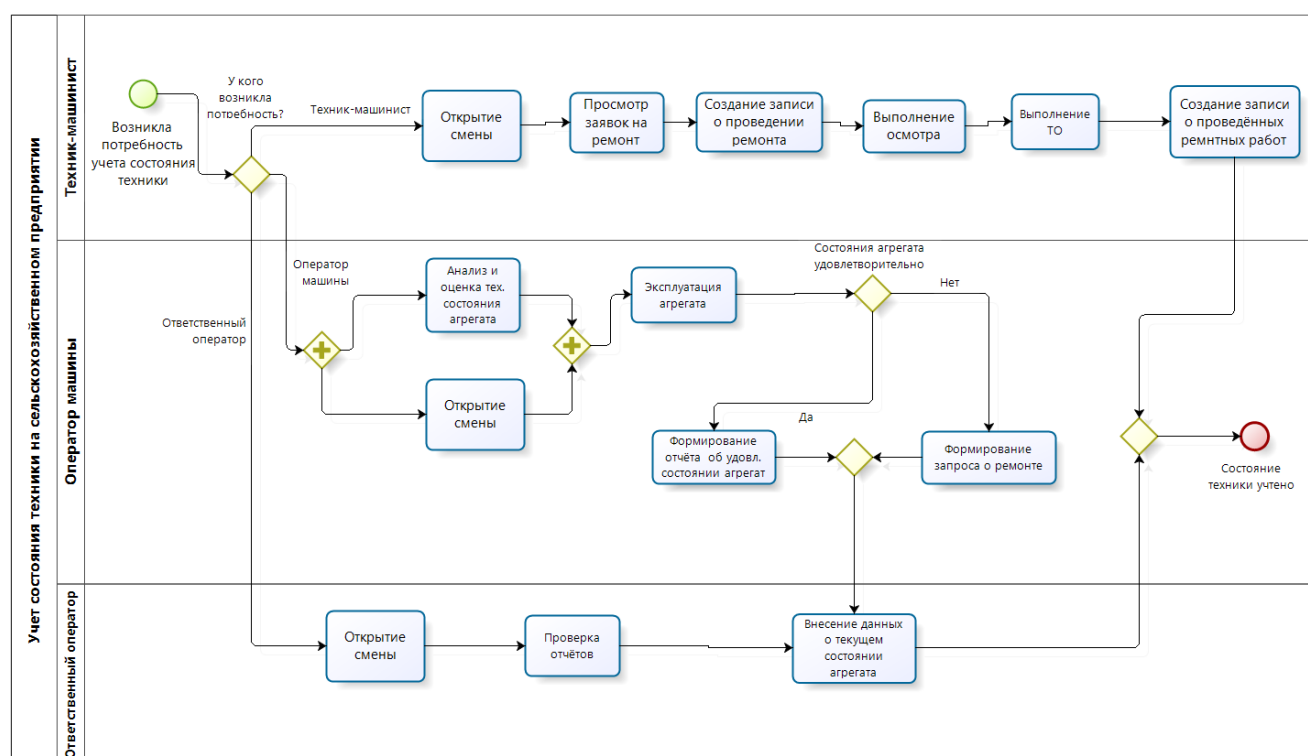 Учет состояния техники на сельскохозяйственном предприятии
Техник-машинист
Возникла
потребность
учета состояния
техники
У кого
возникла
потребность?
Техник-машинист
Открытие
смены
Просмотр
заявок на
ремонт
Создание записи
о проведении
ремонта
Выполнение
осмотра
Выполнение
ТО
Создание записи
о проведённых
ремнтных работ
Оператор машины
Оператор
машины
Ответственный
оператор
Анализ и
оценка тех.
состояния
агрегата
Открытие
смены
Эксплуатация
агрегата
Состояния агрегата
удовлетворительно
Нет
Да
Формирование
отчёта об удовл.
состоянии агрегат
Формирование
запроса о ремонте
Состояние
техники учтено
Ответственный оператор
Открытие
смены
Проверка
отчётов
Внесение данных
о текущем
состоянии
агрегата